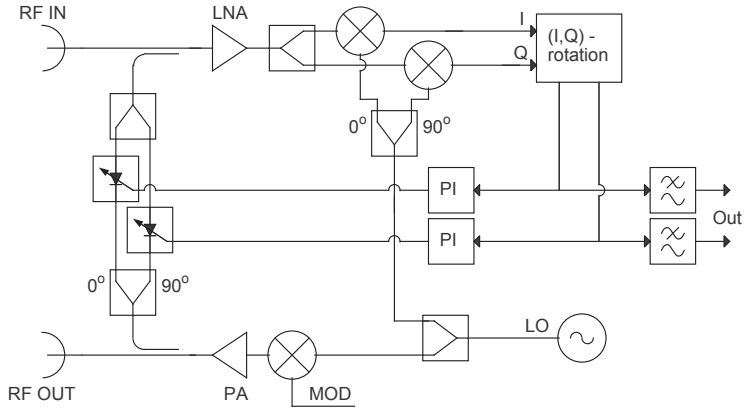 RF IN
LNA
I
Q
(I,Q) -
rotation
0° 90°
PI
PI
Out
0° 90°
LO
RF OUT
PA
MOD